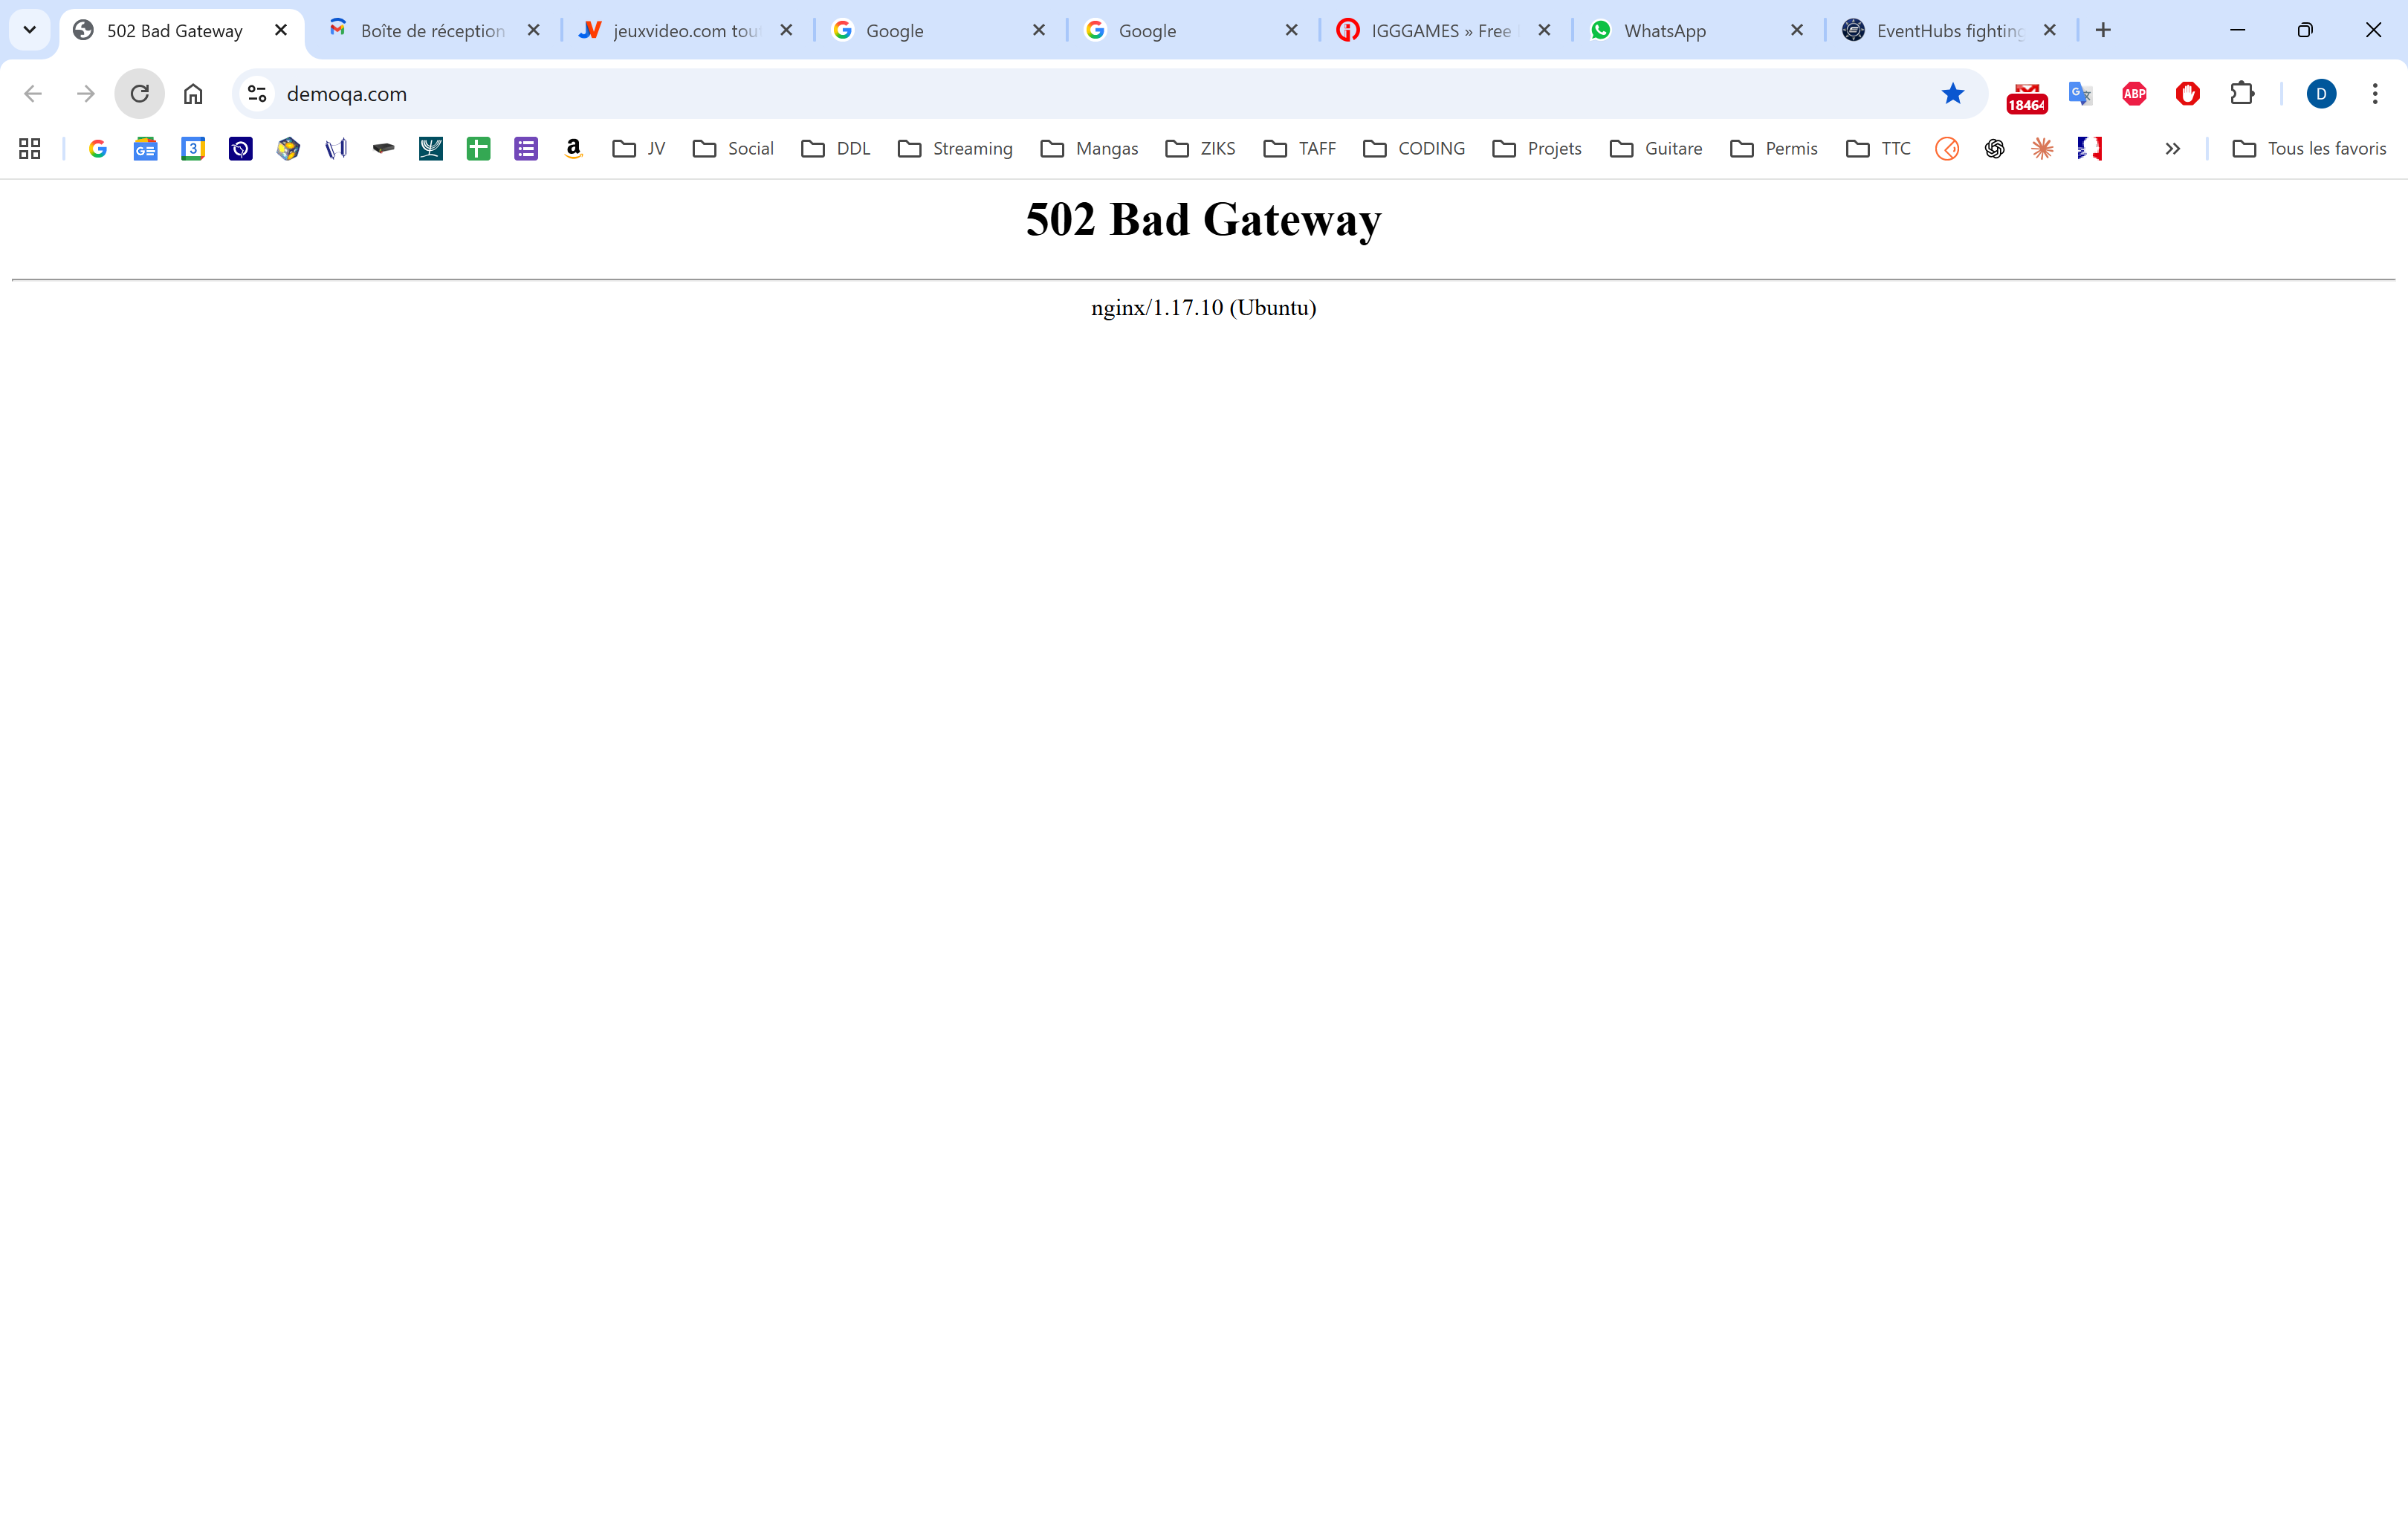 502 Bad Gateway
Boîte de réception
jeuxvideo.com tout
Google
Google
IGGGAMES » Free
WhatsApp
EventHubs fighting
demoqa.com
18464
ABP
D
3
JV
Social
DDL
Streaming
Mangas
ZIKS
TAFF
CODING
Projets
Guitare
Permis
TTC
Tous les favoris
502 Bad Gateway
nginx/1.17.10 (Ubuntu)